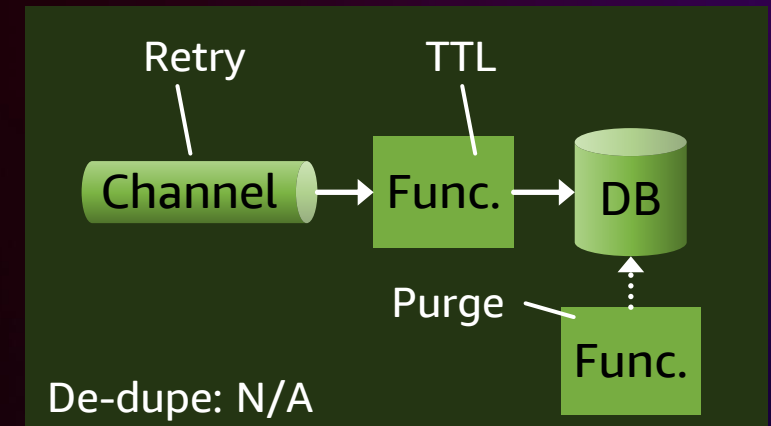 Retry
TTL
Channel
Func.
DB
Purge
Func.
De-dupe: N/A